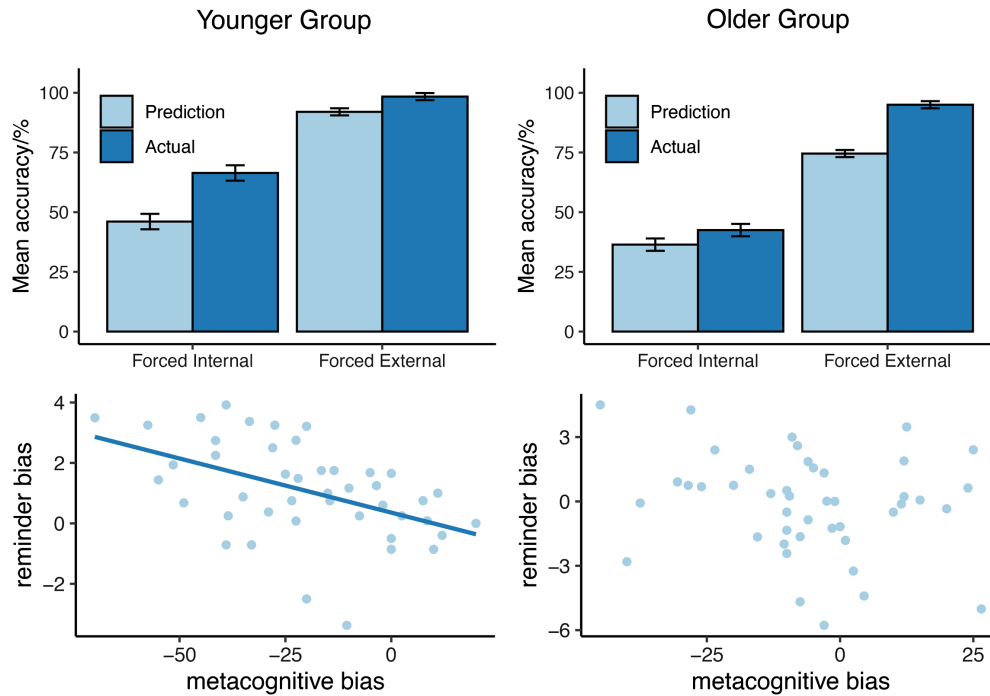 Younger Group
Mean accuracy/%
100
75
50
25
0
Prediction
Actual
Forced Internal
Forced External
Older Group
Mean accuracy/%
100
75
50
25
0
Prediction
Actual
Forced Internal
Forced External
reminder bias
4
2
0
−2
−50
−25
0
metacognitive bias
reminder bias
3
0
−3
−6
−25
0
25
metacognitive bias